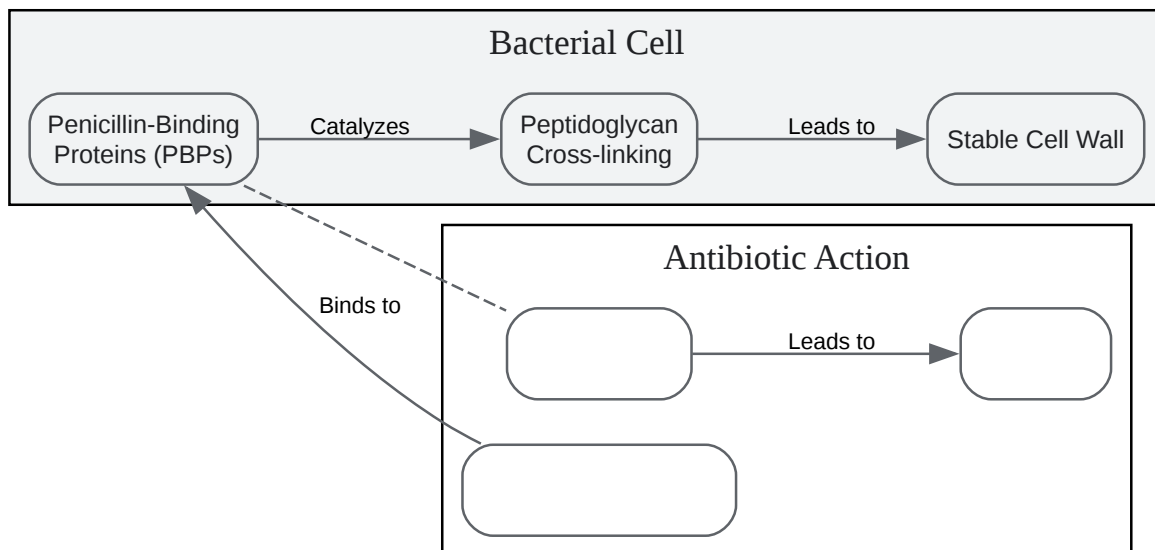 Bacterial Cell
Penicillin-Binding
Proteins (PBPs)
Catalyzes
Peptidoglycan
Cross-linking
Leads to
Stable Cell Wall
Antibiotic Action
Binds to
Leads to